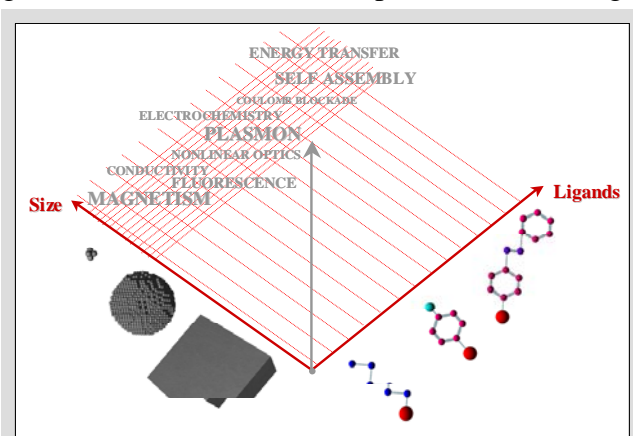 ENERGY TRANSFER
SELF ASSEMBLY
COULOMB BLOCKADE
ELECTROCHEMISTRY
PLASMON
NONLINEAR OPTICS
CONDUCTIVITY
FLUORESCENCE
MAGNETISM
Size
Ligands